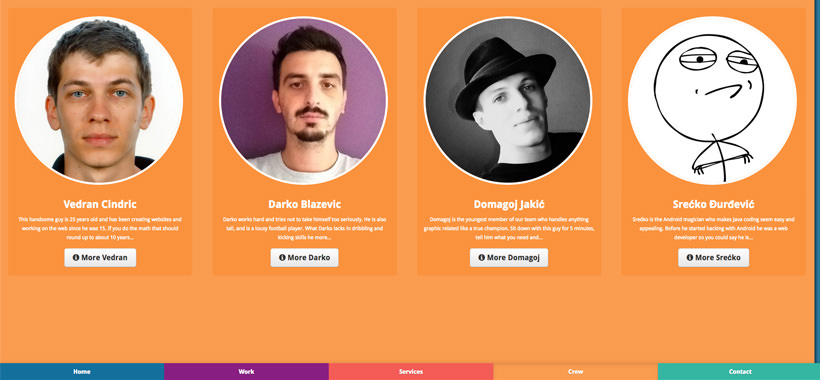 Vedran Cindric
This handsome guy is 25 years old and has been creating websites and
working on the web since he was 15. If you do the math that should
round up to about 10 years...
More Vedran
Darko Blazevic
Darko works hard and tries not to take himself too seriously. He is also
tall, and is a lousy football player. What Darko lacks in dribbling and
kicking skills he more...
More Darko
Domagoj Jakić
Domagoj is the youngest member of our team who handles anything
graphic related like a true champion. Sit down with this guy for 5 minutes,
tell him what you need and...
More Domagoj
Srećko Đurđević
Srećko is the Android magician who makes java coding seem easy and
appealing. Before he started hacking with Android he was a web
developer so you could say he is...
More Srećko
Home
Work
Services
Crew
Contact